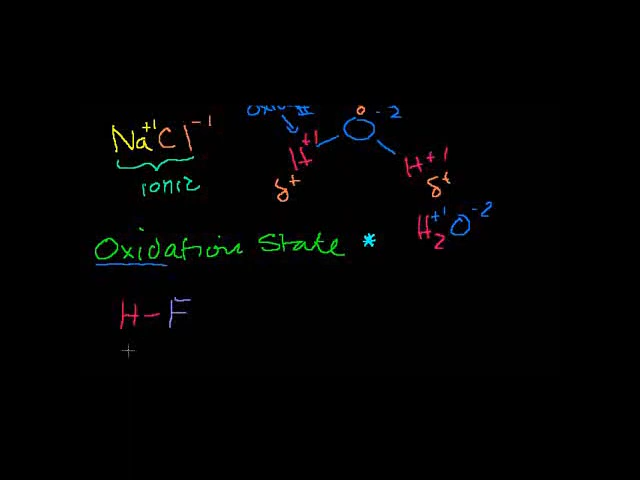 -2
Na⁺¹Cl⁻¹
H⁺¹
H⁺¹
ionic
δ⁺
δ⁺
H₂⁺¹O⁻²
Oxidation State *
H-F